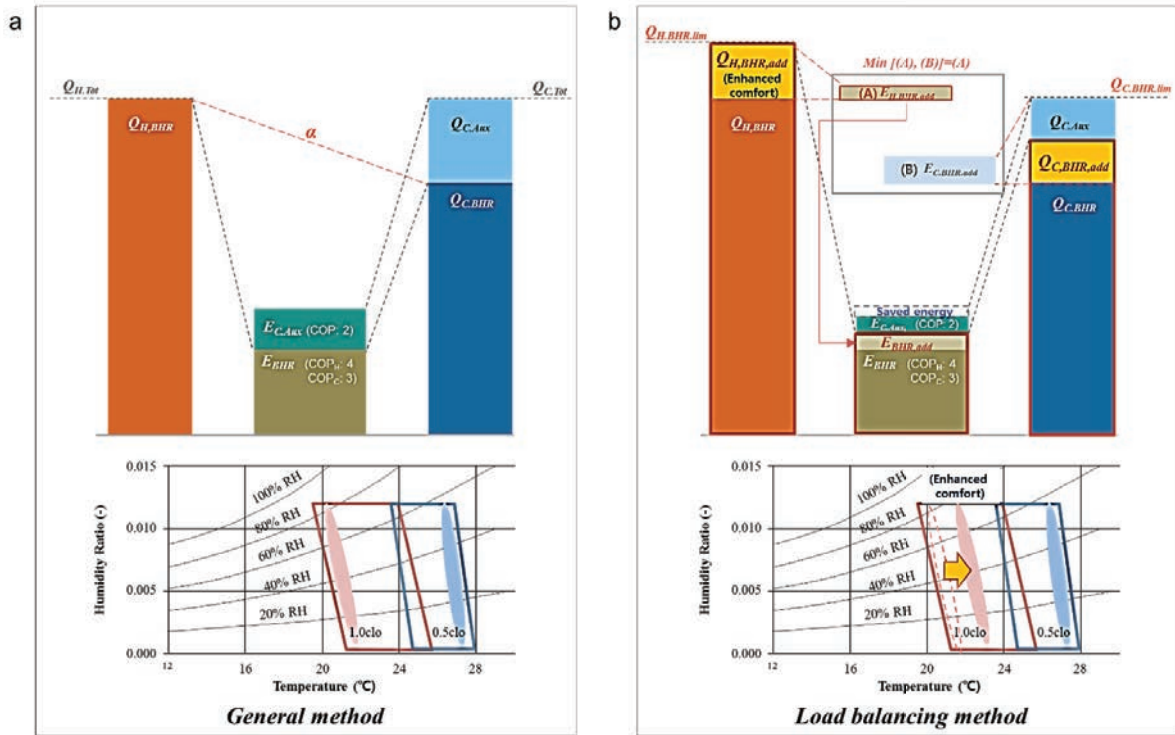 a
Q_H.Tot
Q_C.Tot
Q_H,BHR
α
Q_C.Aux
Q_C.BHR
E_C.Aux (COP: 2)
E_BHR (COP_H: 4
COP_C: 3)
0.015
0.010
0.005
0.000
Humidity Ratio (-)
100% RH
80% RH
60% RH
40% RH
20% RH
1.0clo
0.5clo
12
16
20
24
28
Temperature (℃)
General method
b
Q_H.BHR.lim
Q_H,BHR,add
(Enhanced
comfort)
Q_H,BHR
Min [(A), (B)]=(A)
(A) E_H.BHR.add
(B) E_C.BHR.add
Q_C.BHR.lim
Q_C.Aux
Q_C,BHR,add
Q_C.BHR
Saved energy
E_C.Aux, (COP: 2)
E_BHR,add
E_BHR (COP_H: 4
COP_C: 3)
0.015
0.010
0.005
0.000
Humidity Ratio (-)
100% RH
80% RH
60% RHi
40% RH
20% RH
(Enhanced
comfort)
1.0clo
0.5clo
12
16
20
24
28
Temperature (℃)
Load balancing method